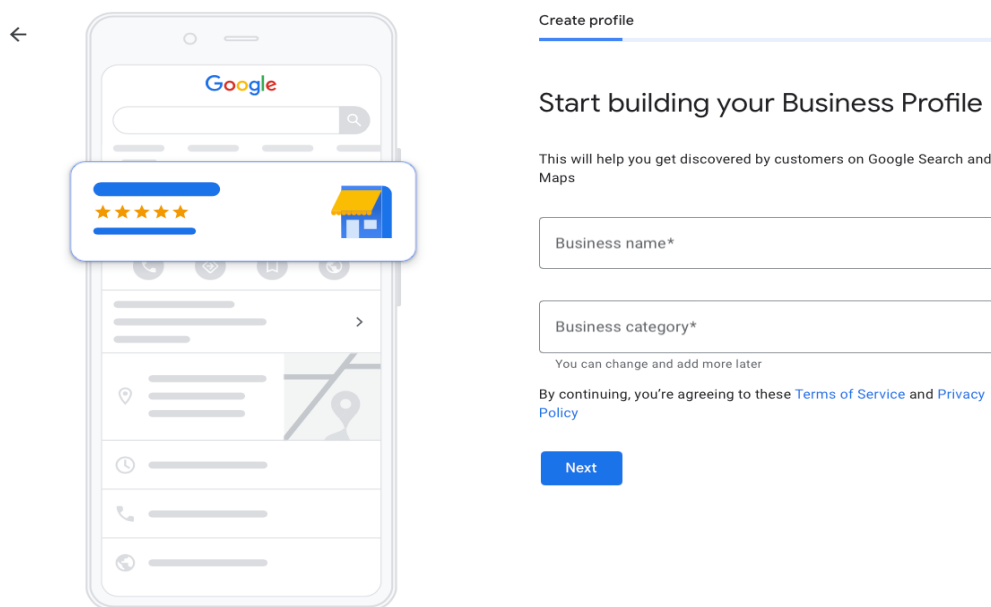 Create profile
Google
Start building your Business Profile
This will help you get discovered by customers on Google Search and
Maps
Business name*
Business category*
You can change and add more later
By continuing, you're agreeing to these Terms of Service and Privacy
Policy
Next